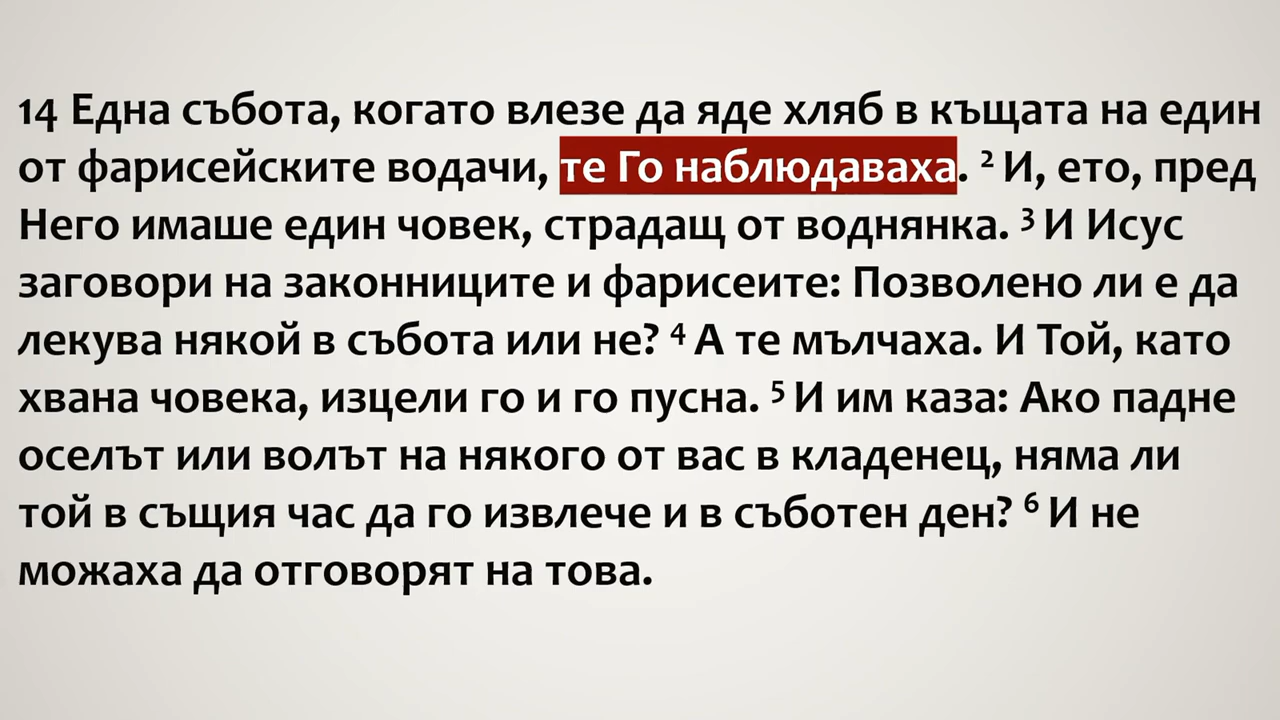 14 Една събота, когато влезе да яде хляб в къщата на един
от фарисейските водачи, те Го наблюдаваха. ² И, ето, пред
Него имаше един човек, страдащ от воднянка. ³ И Исус
заговори на законниците и фарисеите: Позволено ли е да
лекува някой в събота или не? ⁴ А те мълчаха. И Той, като
хвана човека, изцели го и го пусна. ⁵ И им каза: Ако падне
оселът или волът на някого от вас в кладенец, няма ли
той в същия час да го извлече и в съботен ден? ⁶ И не
можаха да отговорят на това.